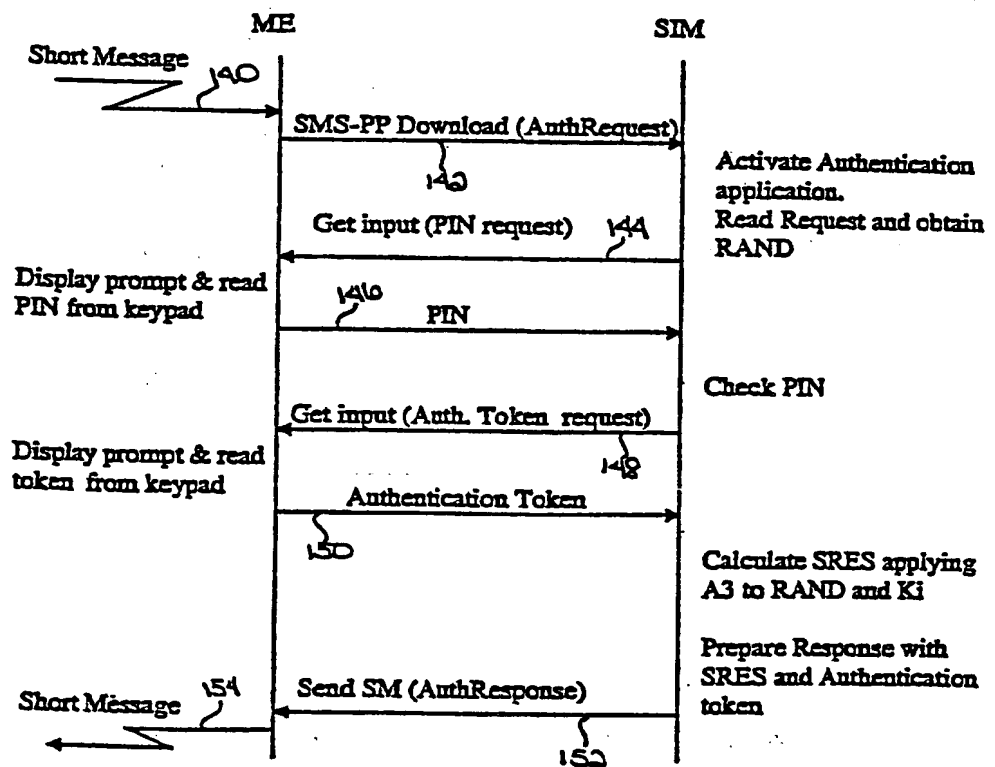 ME
SIM
Short Message
140
SMS-PP Download (AuthRequest)
142
Activate Authentication
application.
Read Request and obtain
RAND
Get input (PIN request)
144
Display prompt & read
PIN from keypad
146
PIN
Check PIN
Get input (Auth. Token request)
148
Display prompt & read
token from keypad
Authentication Token
150
Calculate SRES applying
A3 to RAND and Ki
Prepare Response with
SRES and Authentication
token
Short Message
154
Send SM (AuthResponse)
152